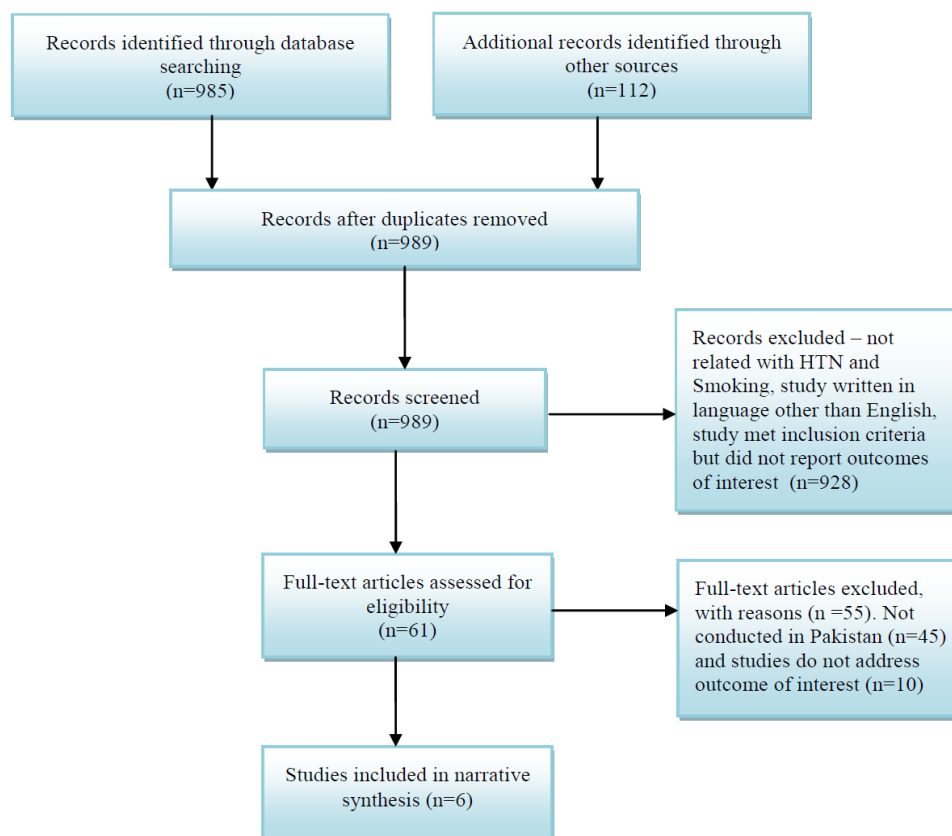 Records identified through database
searching
(n=985)
Additional records identified through
other sources
(n=112)
Records after duplicates removed
(n=989)
Records screened
(n=989)
Records excluded – not
related with HTN and
Smoking, study written in
language other than English,
study met inclusion criteria
but did not report outcomes
of interest (n=928)
Full-text articles assessed for
eligibility
(n=61)
Full-text articles excluded,
with reasons (n =55). Not
conducted in Pakistan (n=45)
and studies do not address
outcome of interest (n=10)
Studies included in narrative
synthesis (n=6)